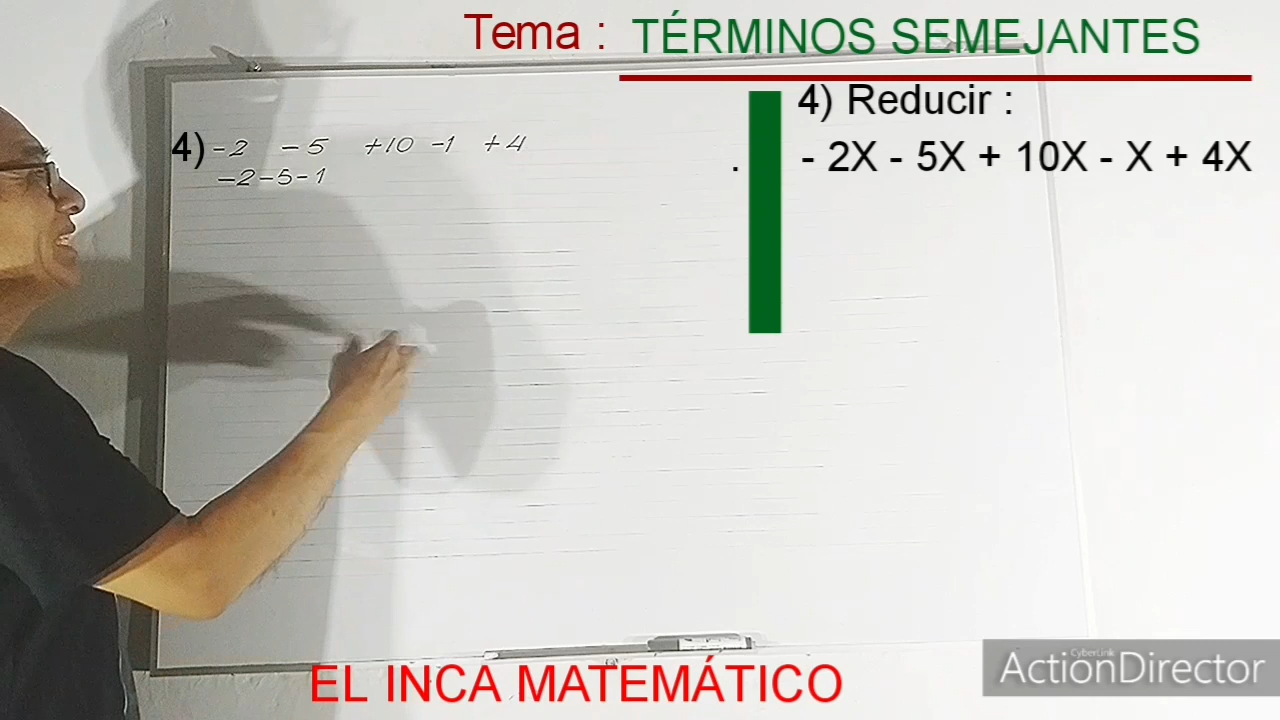 Tema : TÉRMINOS SEMEJANTES
4) Reducir :
. - 2X - 5X + 10X - X + 4X
4) -2 -5 +10 -1 +4
-2-5-1
EL INCA MATEMÁTICO
CyberLink
ActionDirector